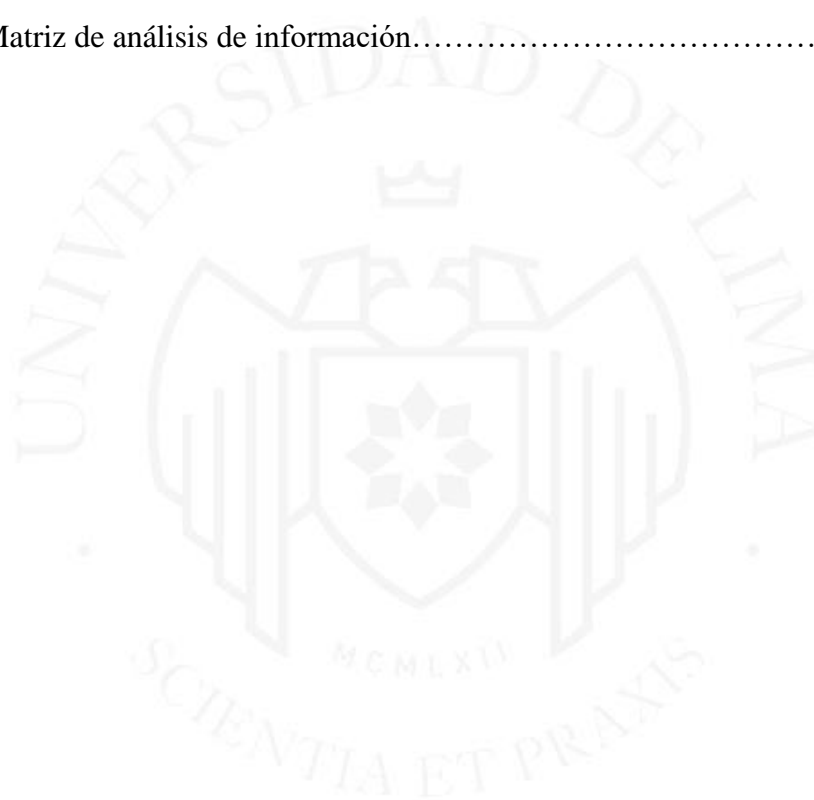 Matriz de análisis de información……………………………………
UNIVERSIDAD DE LIMA
MCMLXII
SCIENTIA ET PRAXIS